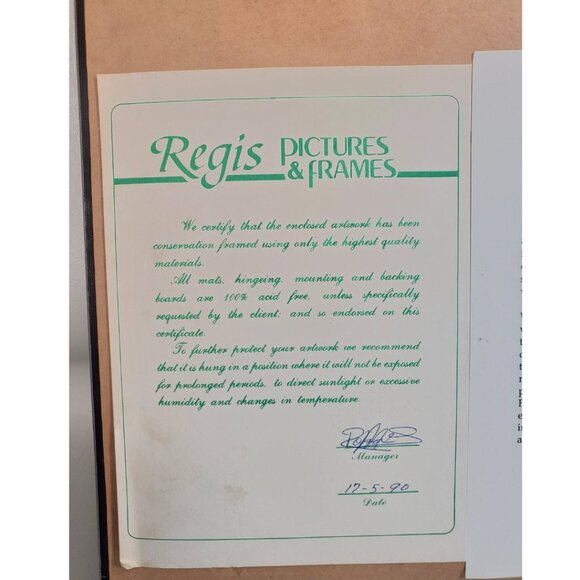 Regis PICTURES & FRAMES
We certify that the enclosed artwork has been
conservation framed using only the highest quality
materials.
All mats, hingeing, mounting and backing
boards are 100% acid free, unless specifically
requested by the client; and so endorsed on this
certificate.
To further protect your artwork we recommend
that it is hung in a position where it will not be exposed
for prolonged periods, to direct sunlight or excessive
humidity and changes in temperature.
Manager
17-5-90
Date